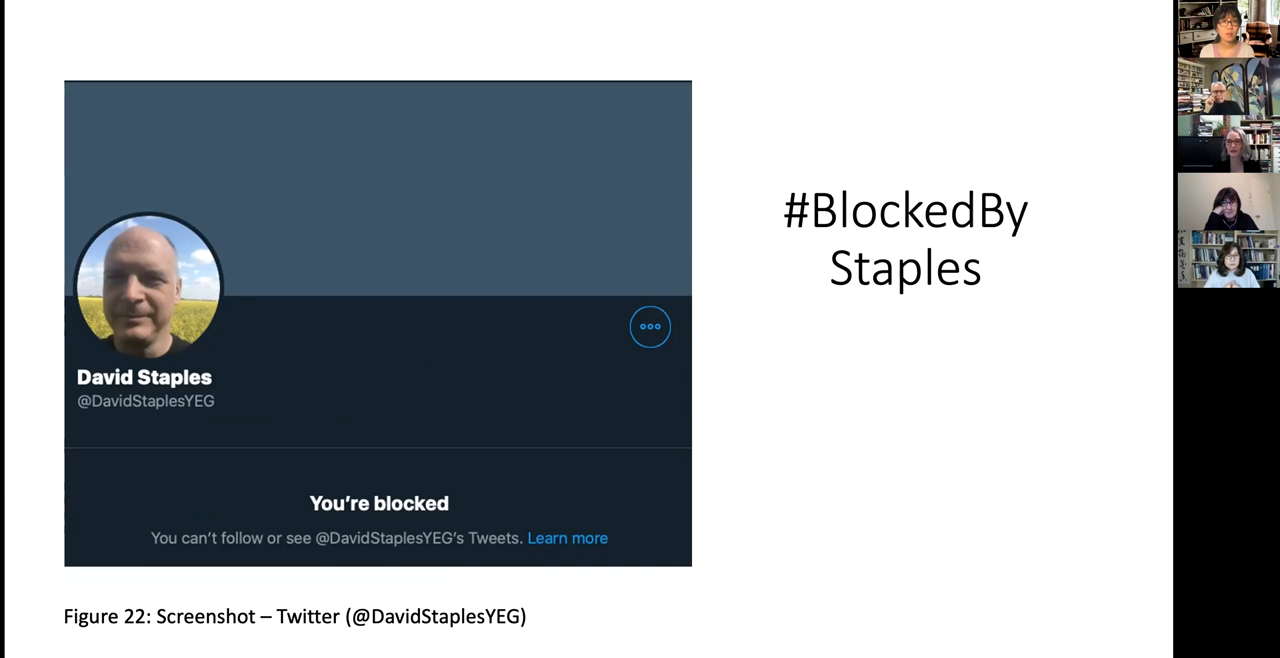 #BlockedBy
Staples
David Staples
@DavidStaplesYEG
You’re blocked
You can’t follow or see @DavidStaplesYEG’s Tweets. Learn more
Figure 22: Screenshot – Twitter (@DavidStaplesYEG)